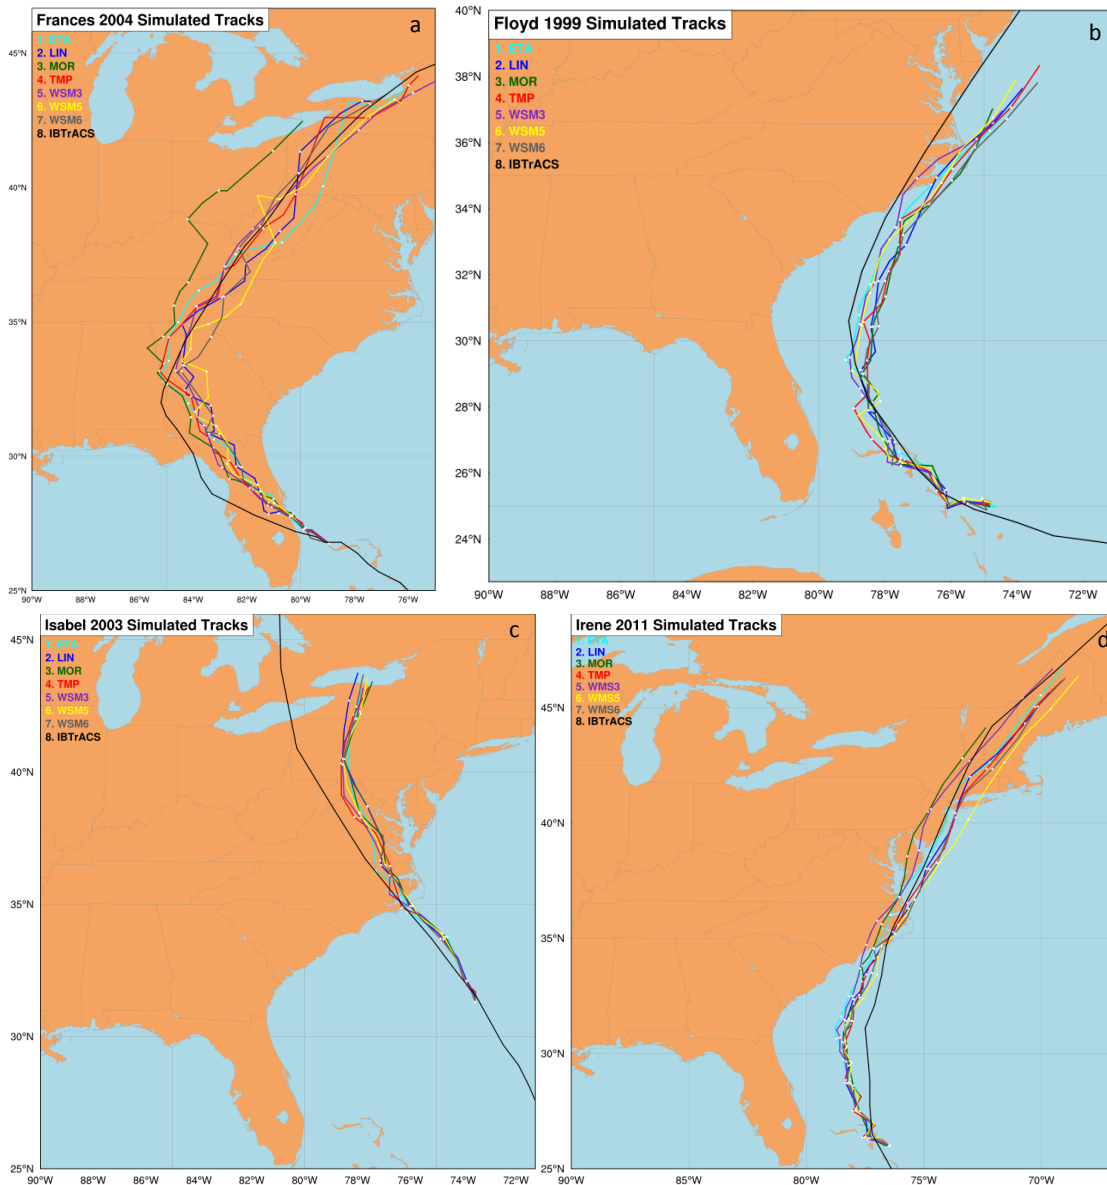 Frances 2004 Simulated Tracks
a
1. ETA
2. LIN
3. MOR
4. TMP
5. WSM3
6. WSM5
7. WSM6
8. IBTrACS
45°N
40°N
35°N
30°N
25°N
90°W 88°W 86°W 84°W 82°W 80°W 78°W 76°W
Floyd 1999 Simulated Tracks
b
1. ETA
2. LIN
3. MOR
4. TMP
5. WSM3
6. WSM5
7. WSM6
8. IBTrACS
40°N
38°N
36°N
34°N
32°N
30°N
28°N
26°N
24°N
90°W 88°W 86°W 84°W 82°W 80°W 78°W 76°W 74°W 72°W
Isabel 2003 Simulated Tracks
c
1. ETA
2. LIN
3. MOR
4. TMP
5. WSM3
6. WSM5
7. WSM6
8. IBTrACS
45°N
40°N
35°N
30°N
25°N
90°W 88°W 86°W 84°W 82°W 80°W 78°W 76°W 74°W 72°W
Irene 2011 Simulated Tracks
d
1. ETA
2. LIN
3. MOR
4. TMP
5. WMS3
6. WMS5
7. WMS6
8. IBTrACS
45°N
40°N
35°N
30°N
25°N
90°W 85°W 80°W 75°W 70°W